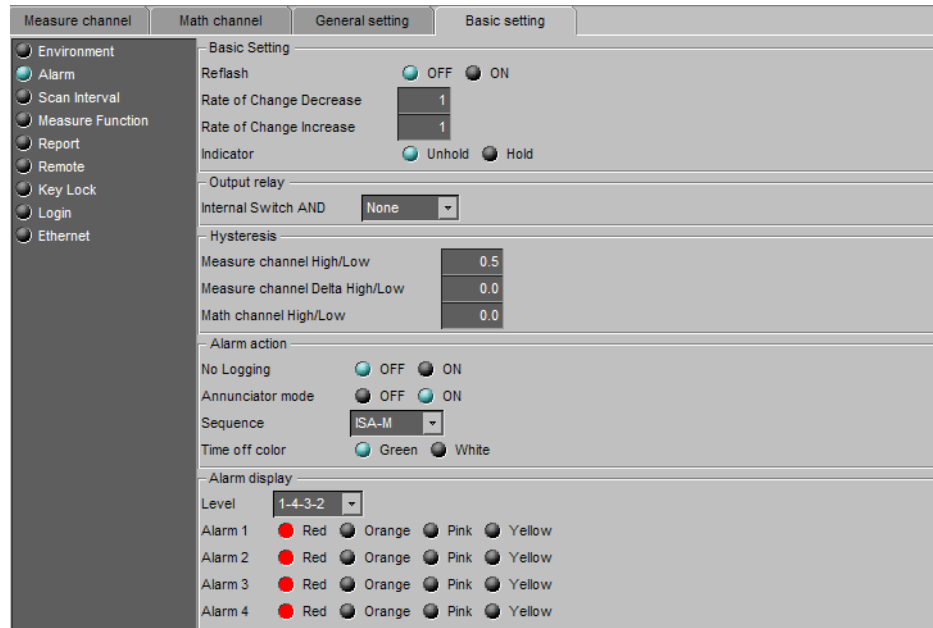 Measure channel Math channel General setting Basic setting
Environment
Alarm
Scan Interval
Measure Function
Report
Remote
Key Lock
Login
Ethernet
Basic Setting
Reflash OFF ON
Rate of Change Decrease 1
Rate of Change Increase 1
Indicator Unhold Hold
Output relay
Internal Switch AND None
Hysteresis
Measure channel High/Low 0.5
Measure channel Delta High/Low 0.0
Math channel High/Low 0.0
Alarm action
No Logging OFF ON
Annunciator mode OFF ON
Sequence ISA-M
Time off color Green White
Alarm display
Level 1-4-3-2
Alarm 1 Red Orange Pink Yellow
Alarm 2 Red Orange Pink Yellow
Alarm 3 Red Orange Pink Yellow
Alarm 4 Red Orange Pink Yellow